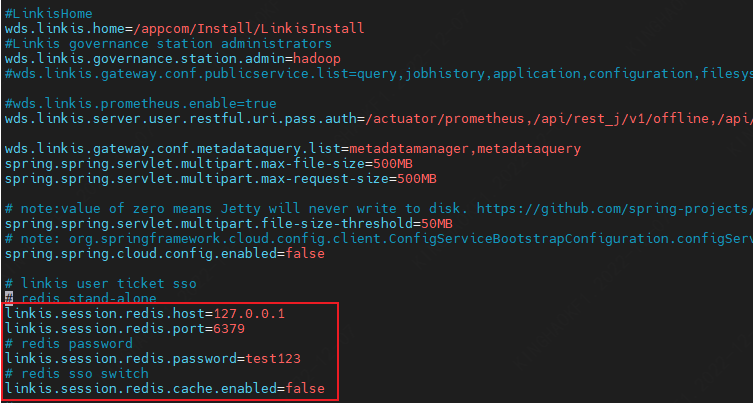 #LinkisHome
wds.linkis.home=/appcom/Install/LinkisInstall
#Linkis governance station administrators
wds.linkis.governance.station.admin=hadoop
#wds.linkis.gateway.conf.publicservice.list=query,jobhistory,application,configuration,filesys
#wds.linkis.prometheus.enable=true
wds.linkis.server.user.restful.uri.pass.auth=/actuator/prometheus,/api/rest_j/v1/offline,/api/
wds.linkis.gateway.conf.metadataquery.list=metadatamanager,metadataquery
spring.spring.servlet.multipart.max-file-size=500MB
spring.spring.servlet.multipart.max-request-size=500MB
# note:value of zero means Jetty will never write to disk. https://github.com/spring-projects/
spring.spring.servlet.multipart.file-size-threshold=50MB
# note: org.springframework.cloud.config.client.ConfigServiceBootstrapConfiguration.configServ
spring.spring.cloud.config.enabled=false
# linkis user ticket sso
# redis stand-alone
linkis.session.redis.host=127.0.0.1
linkis.session.redis.port=6379
# redis password
linkis.session.redis.password=test123
# redis sso switch
linkis.session.redis.cache.enabled=false